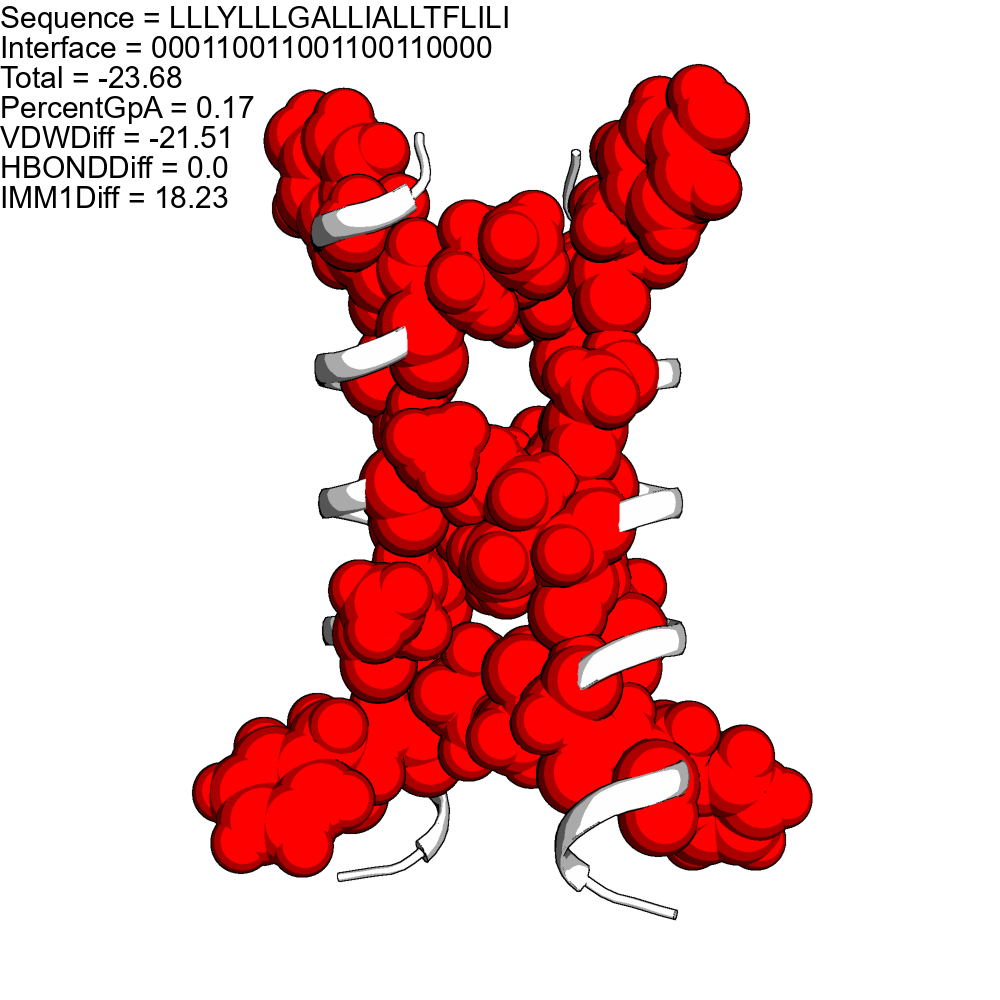 Sequence = LLLYLLLGALLIALLTFLILI
Interface = 000110011001100110000
Total = -23.68
PercentGpA = 0.17
VDWDiff = -21.51
HBONDDiff = 0.0
IMM1Diff = 18.23